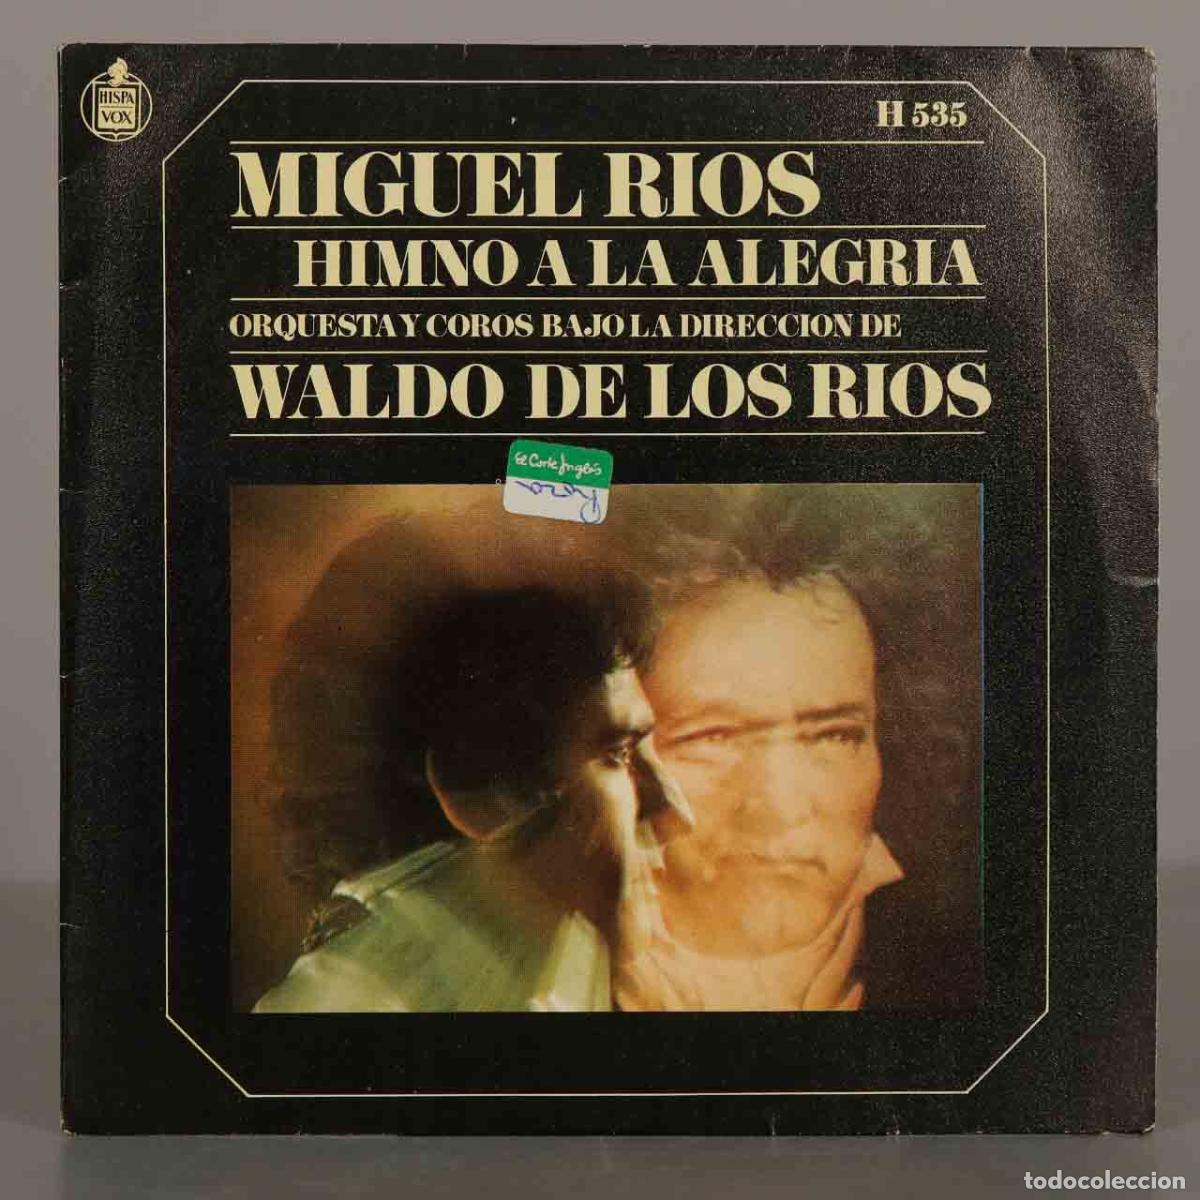 HISPA
VOX
H 535
MIGUEL RIOS
HIMNO A LA ALEGRIA
ORQUESTA Y COROS BAJO LA DIRECCION DE
WALDO DE LOS RIOS
El Corte Inglés
todocoleccion